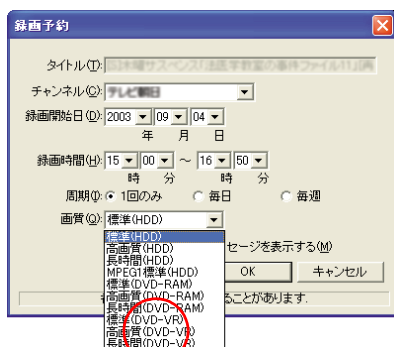 録画予約
タイトル(T):
チャンネル(C):
録画開始日(D): 2003 09 04
年 月 日
録画時間(H): 15 00 ～ 16 50
時 分 時 分
周期(I): 1回のみ 毎日 毎週
画質(Q): 標準(HDD)
標準(HDD)
高画質(HDD)
セージを表示する(M)
長時間(HDD)
MPEG1標準(HDD)
OK キャンセル
標準(DVD-RAM)
高画質(DVD-RAM)
ることがあります.
長時間(DVD-RAM)
標準(DVD-VR)
高画質(DVD-VR)
長時間(DVD-VR)